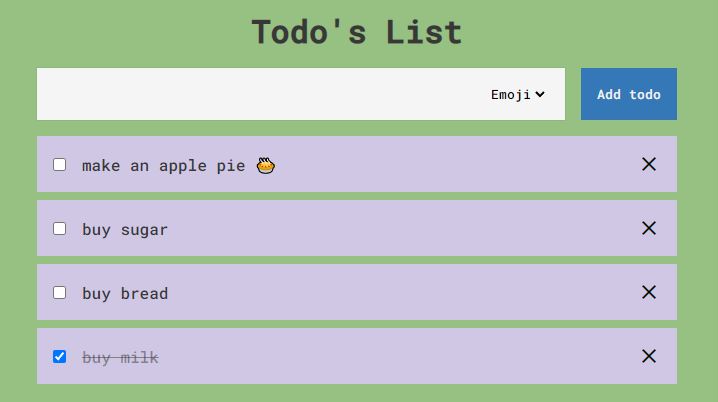 Todo's List
Emoji
Add todo
make an apple pie 🥧
buy sugar
buy bread
buy milk